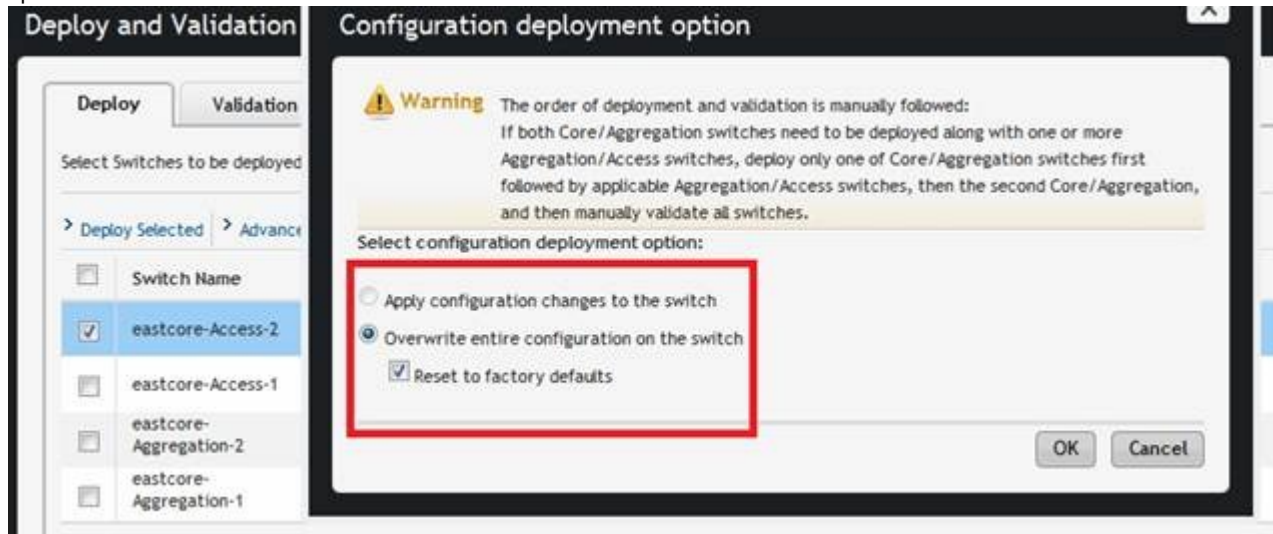 Deploy and Validation
Configuration deployment option
Deploy
Validation
Select Switches to be deployed
Deploy Selected
Advance
Switch Name
eastcore-Access-2
eastcore-Access-1
eastcore-
Aggregation-2
eastcore-
Aggregation-1
Warning
The order of deployment and validation is manually followed:
If both Core/Aggregation switches need to be deployed along with one or more
Aggregation/Access switches, deploy only one of Core/Aggregation switches first
followed by applicable Aggregation/Access switches, then the second Core/Aggregation,
and then manually validate all switches.
Select configuration deployment option:
Apply configuration changes to the switch
Overwrite entire configuration on the switch
Reset to factory defaults
OK
Cancel